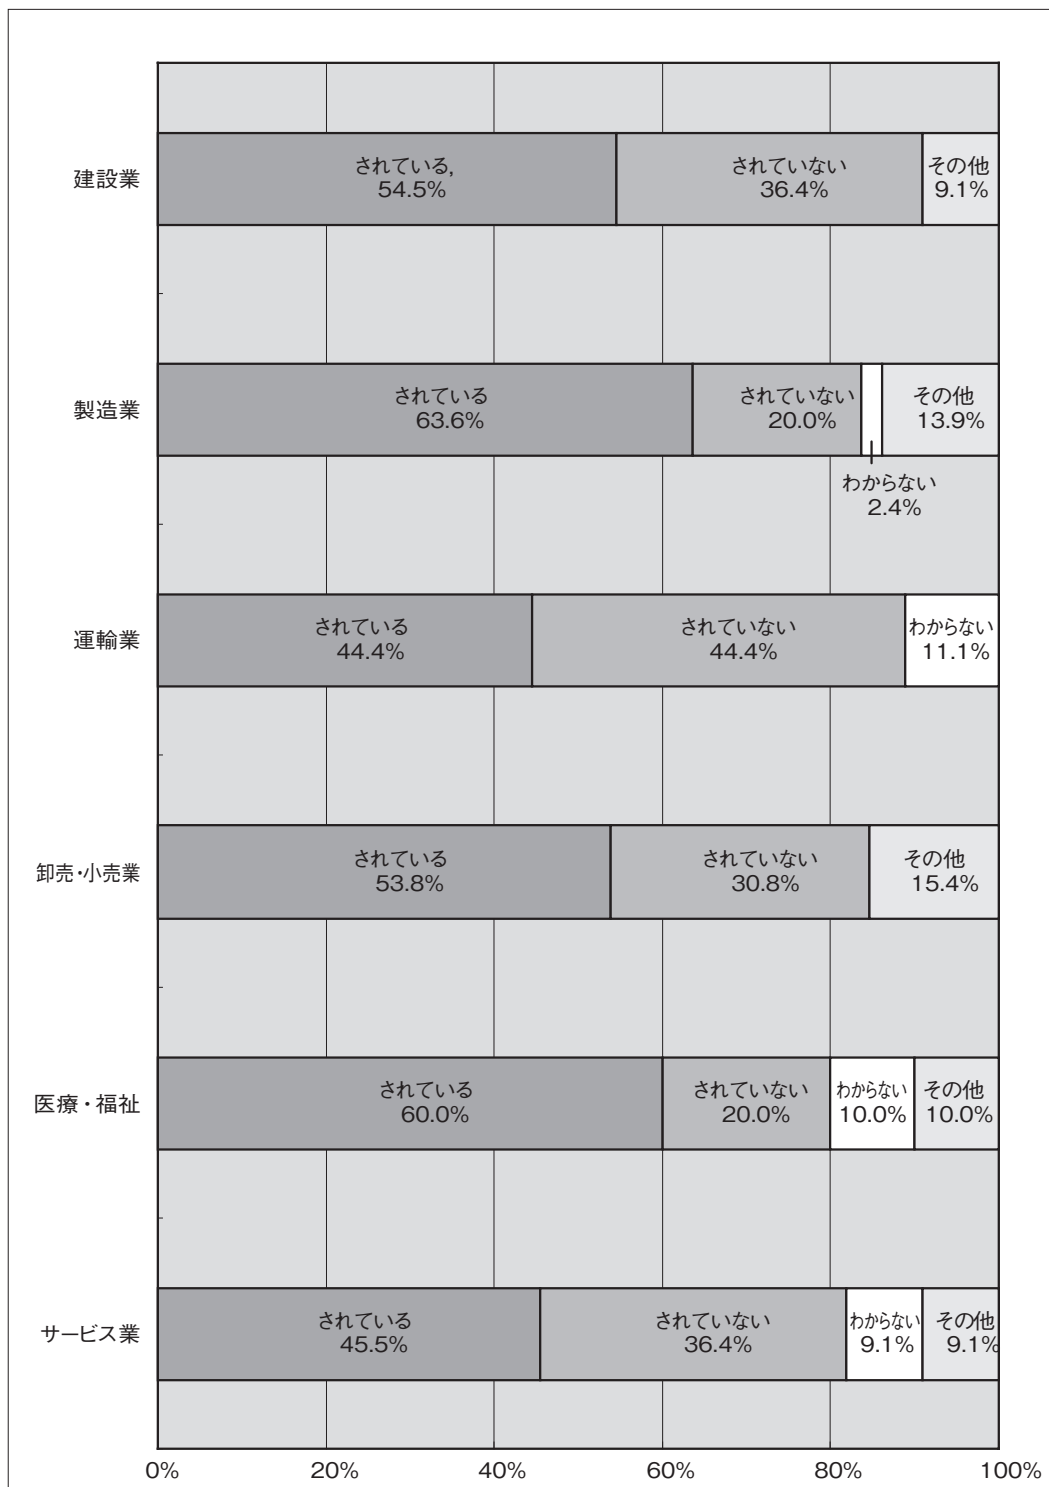 建設業
されている,
54.5%
されていない
36.4%
その他
9.1%
製造業
されている
63.6%
されていない
20.0%
わからない
2.4%
その他
13.9%
運輸業
されている
44.4%
されていない
44.4%
わからない
11.1%
卸売・小売業
されている
53.8%
されていない
30.8%
その他
15.4%
医療・福祉
されている
60.0%
されていない
20.0%
わからない
10.0%
その他
10.0%
サービス業
されている
45.5%
されていない
36.4%
わからない
9.1%
その他
9.1%
0% 20% 40% 60% 80% 100%